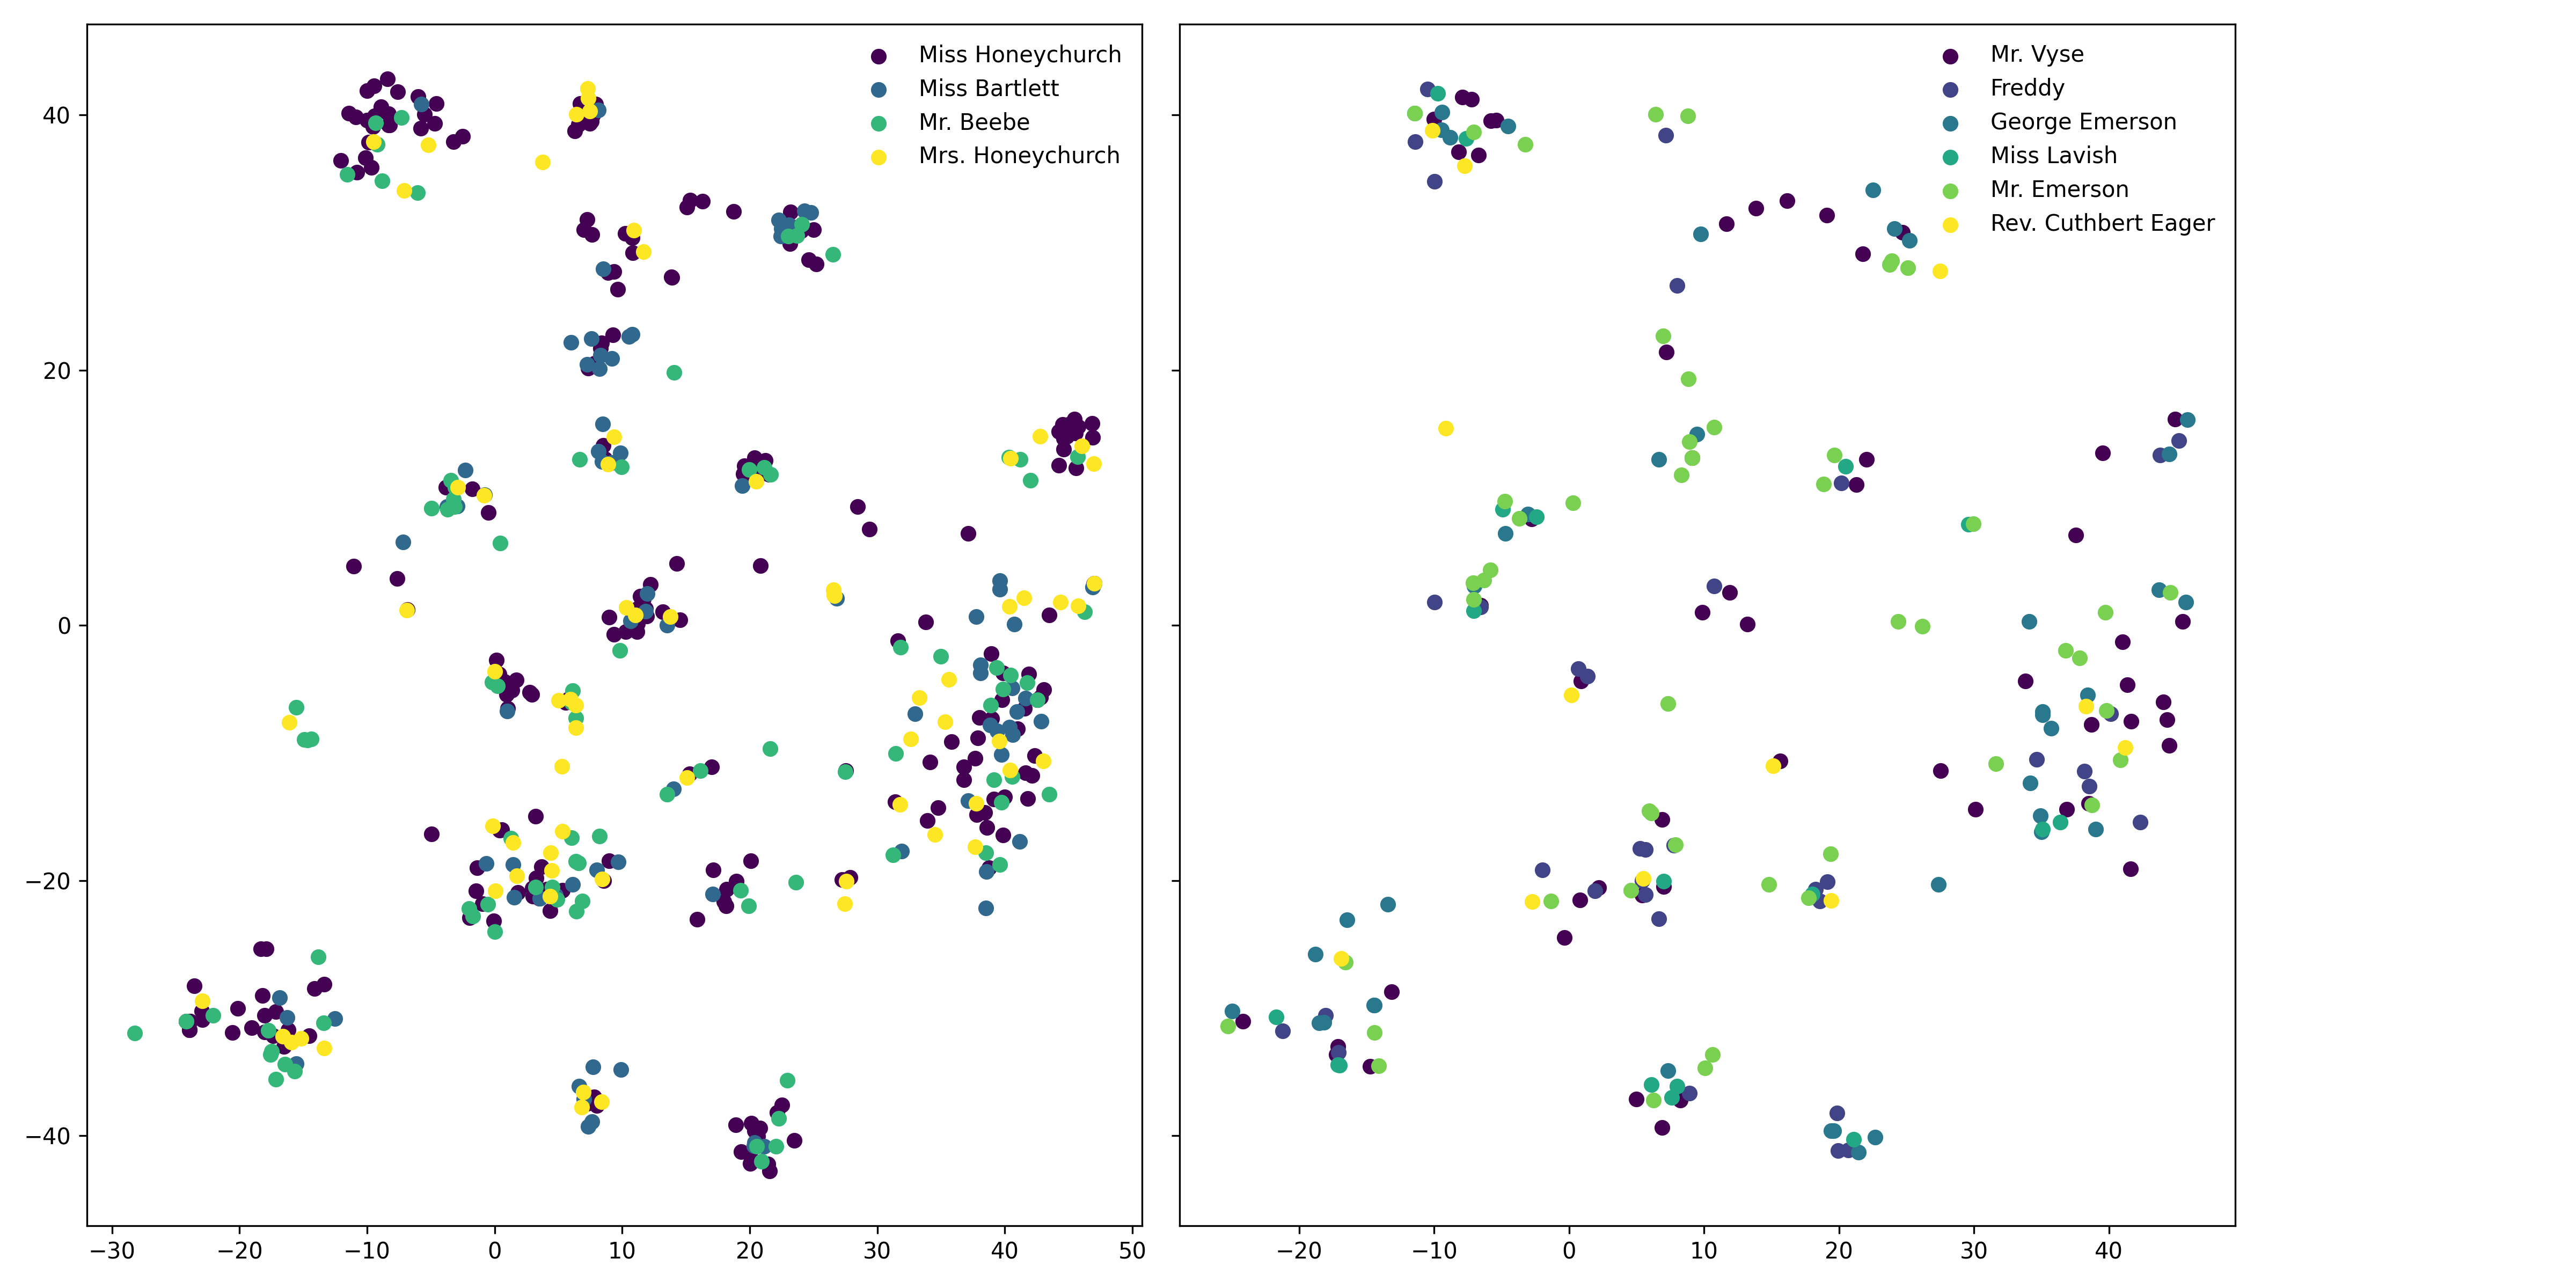 Miss Honeychurch
Miss Bartlett
Mr. Beebe
Mrs. Honeychurch
40
20
0
−20
−40
−30 −20 −10 0 10 20 30 40 50
Mr. Vyse
Freddy
George Emerson
Miss Lavish
Mr. Emerson
Rev. Cuthbert Eager
−20 −10 0 10 20 30 40